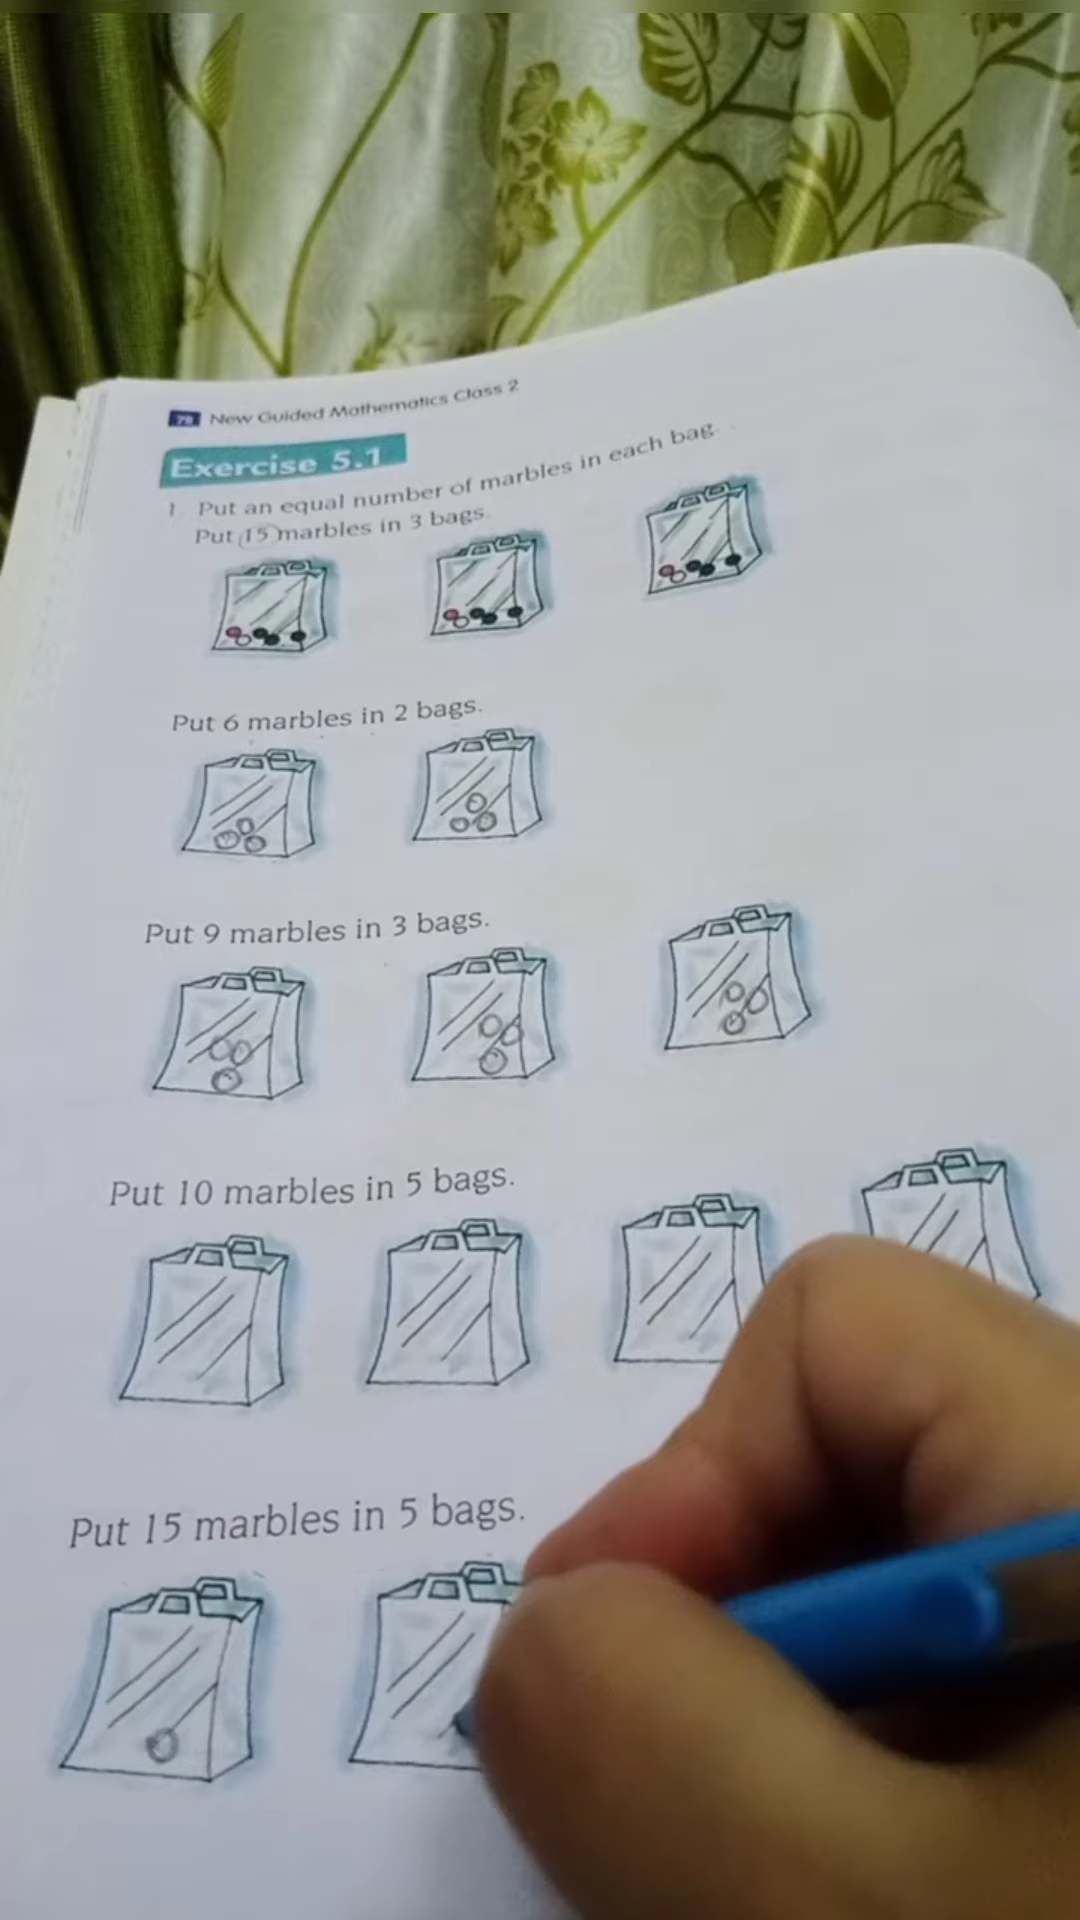 78 New Guided Mathematics Class 2
Exercise 5.1
1. Put an equal number of marbles in each bag.
Put 15 marbles in 3 bags.
Put 6 marbles in 2 bags.
Put 9 marbles in 3 bags.
Put 10 marbles in 5 bags.
Put 15 marbles in 5 bags.